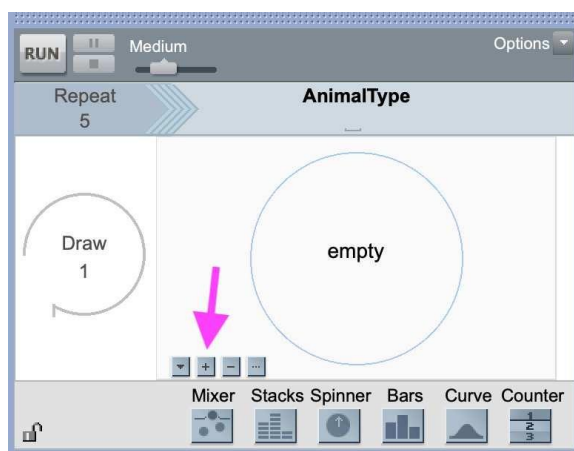 RUN
Medium
Options
Repeat
5
AnimalType
Draw
1
empty
+ − ...
Mixer Stacks Spinner Bars Curve Counter
1
2
3